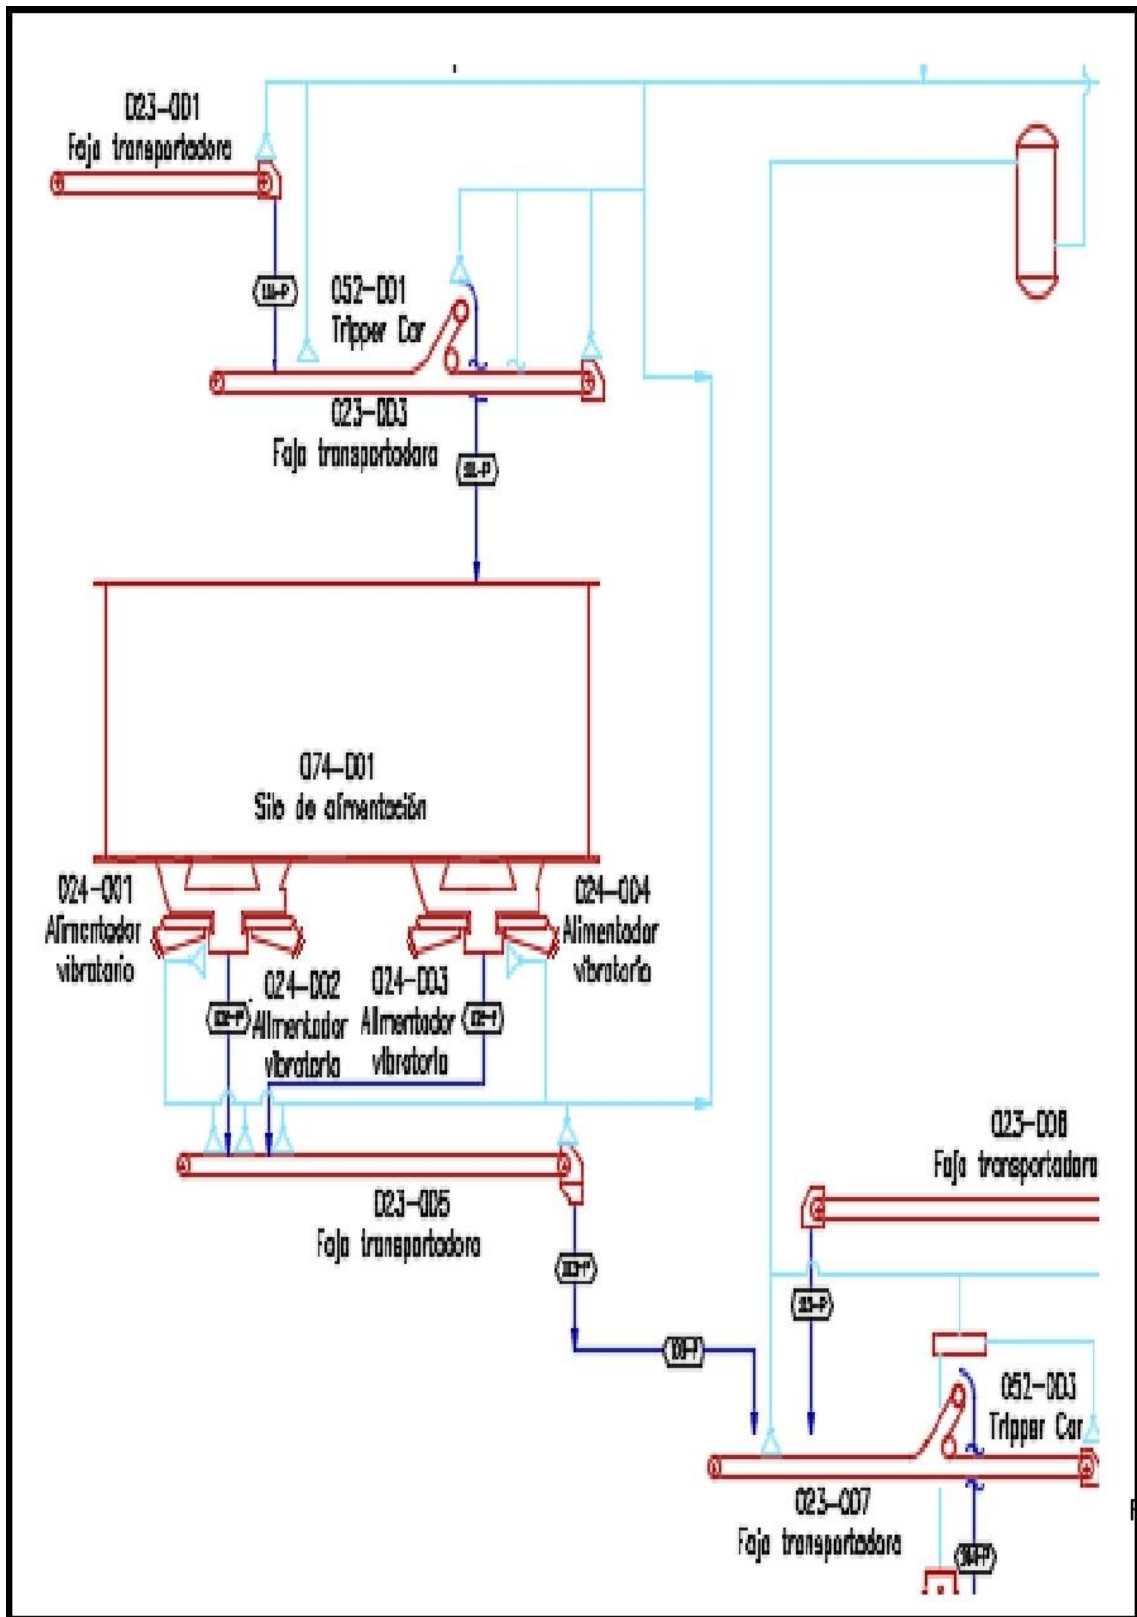 023-001
Faja transportadora
052-001
Tripper Car
023-003
Faja transportadora
074-001
Silo de alimentación
024-001
Alimentador
vibratorio
024-004
Alimentador
vibratorio
024-002
Alimentador
vibratorio
024-003
Alimentador
vibratorio
023-005
Faja transportadora
Faja transportadora
052-003
Tripper Car
023-007
Faja transportadora